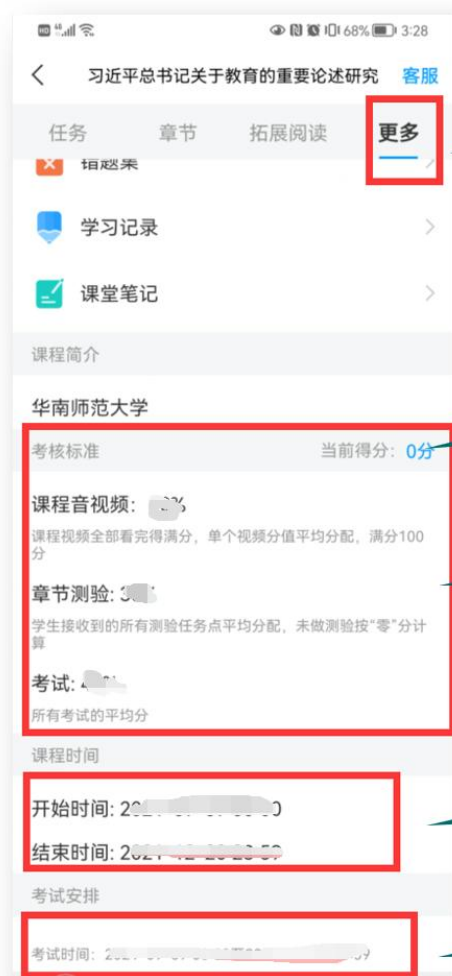 HD 46 68% 3:28
习近平总书记关于教育的重要论述研究 客服
任务 章节 拓展阅读 更多
错题集
学习记录
课堂笔记
课程简介
华南师范大学
考核标准 当前得分：0分
课程音视频：
课程视频全部看完得满分，单个视频分值平均分配，满分100
分
章节测验:
学生接收到的所有测验任务点平均分配，未做测验按“零”分计
算
考试:
所有考试的平均分
课程时间
开始时间:
结束时间:
考试安排
考试时间：